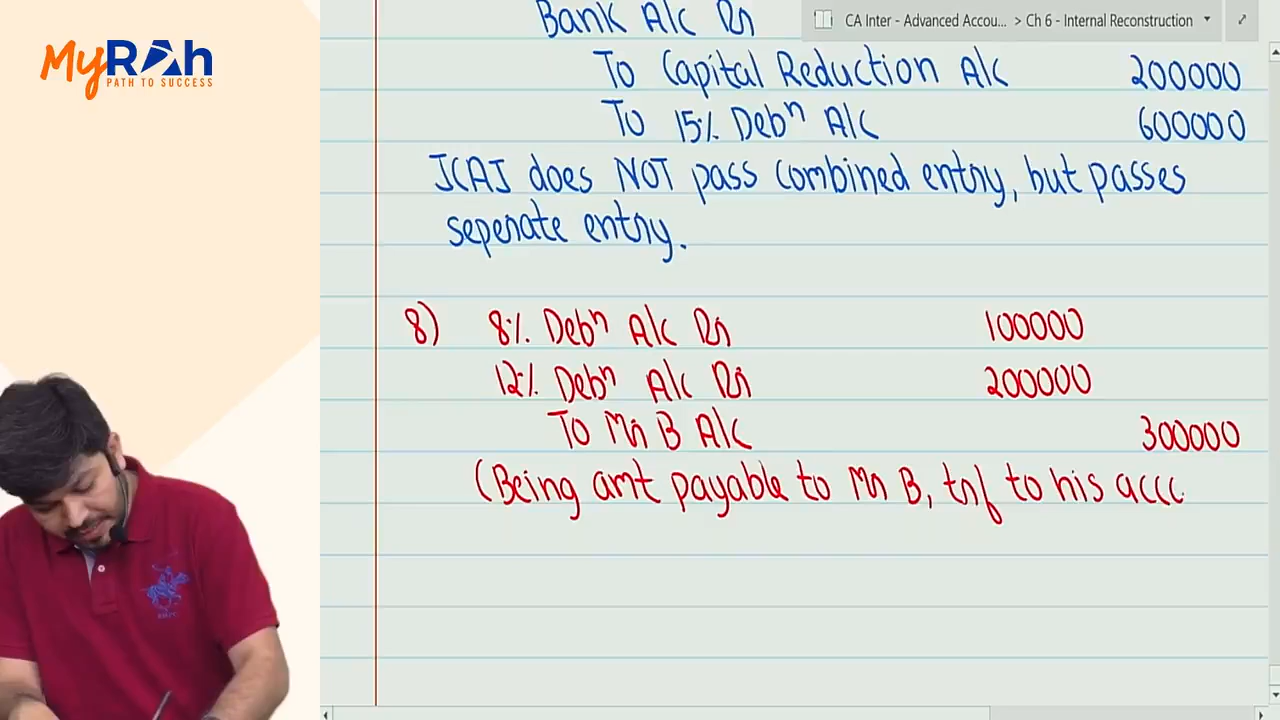 MyRAh
PATH TO SUCCESS
CA Inter - Advanced Accou... > Ch 6 - Internal Reconstruction
Bank A/c Dr
To Capital Reduction A/c 200000
To 15% Debn A/c 600000
ICAI does NOT pass combined entry, but passes
seperate entry.
8) 8% Debn A/c Dr 100000
12% Debn A/c Dr 200000
To Mr B A/c 300000
(Being amt payable to Mr B, trf to his accc